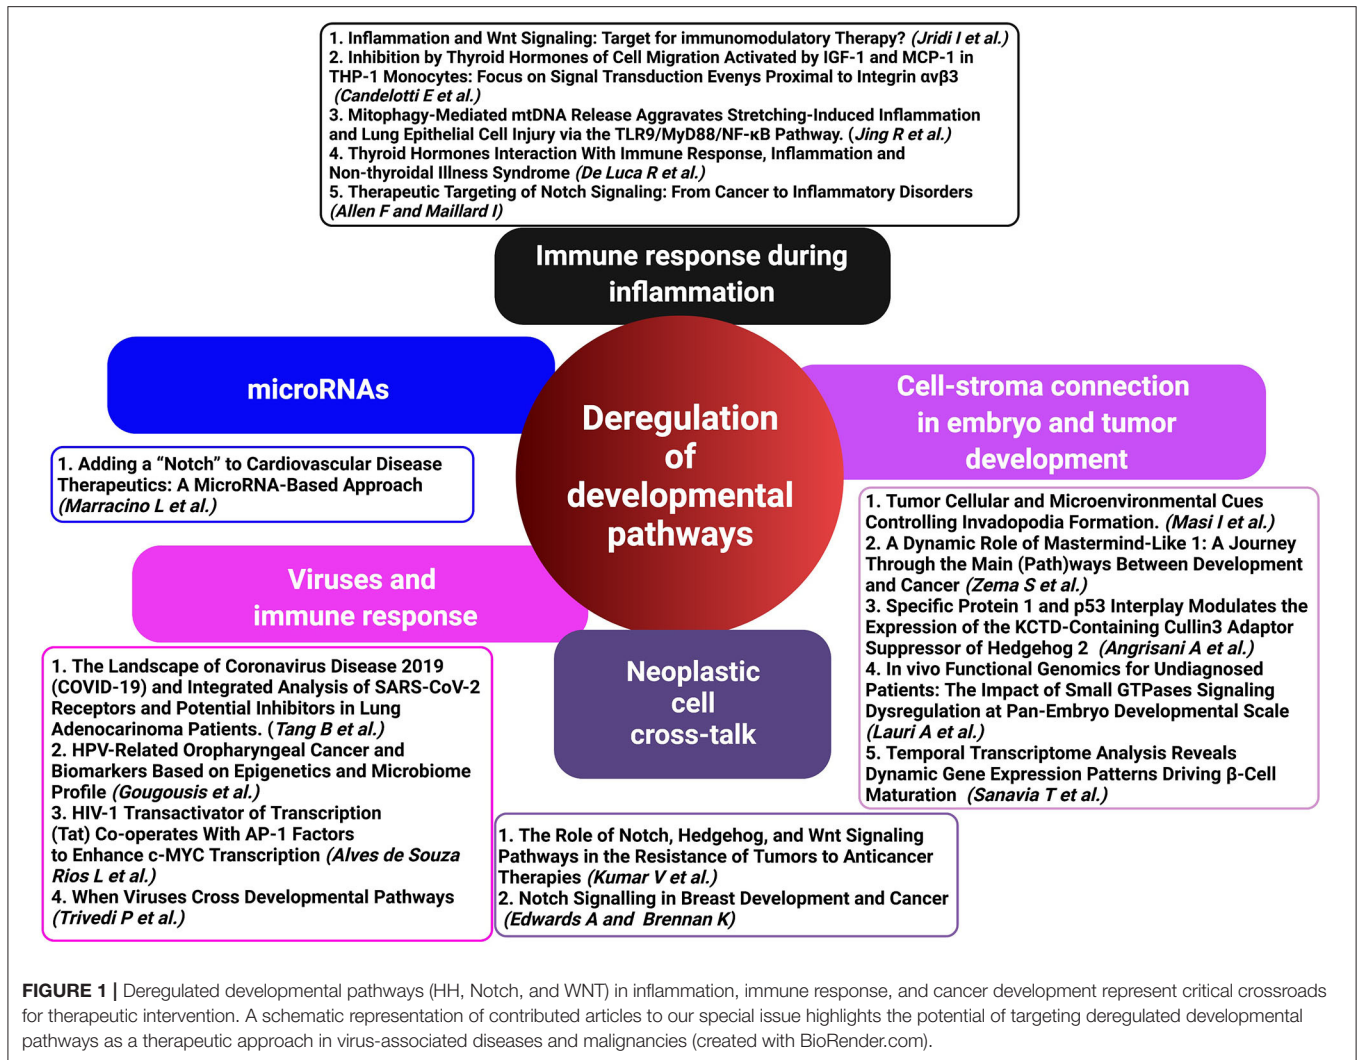 1. Inflammation and Wnt Signaling: Target for immunomodulatory Therapy? (Jridi I et al.)
2. Inhibition by Thyroid Hormones of Cell Migration Activated by IGF-1 and MCP-1 in
THP-1 Monocytes: Focus on Signal Transduction Evenys Proximal to Integrin αvβ3
(Candelotti E et al.)
3. Mitophagy-Mediated mtDNA Release Aggravates Stretching-Induced Inflammation
and Lung Epithelial Cell Injury via the TLR9/MyD88/NF-κB Pathway. (Jing R et al.)
4. Thyroid Hormones Interaction With Immune Response, Inflammation and
Non-thyroidal Illness Syndrome (De Luca R et al.)
5. Therapeutic Targeting of Notch Signaling: From Cancer to Inflammatory Disorders
(Allen F and Maillard I)
Immune response during
inflammation
microRNAs
1. Adding a “Notch” to Cardiovascular Disease
Therapeutics: A MicroRNA-Based Approach
(Marracino L et al.)
Deregulation
of
developmental
pathways
Cell-stroma connection
in embryo and tumor
development
1. Tumor Cellular and Microenvironmental Cues
Controlling Invadopodia Formation. (Masi I et al.)
2. A Dynamic Role of Mastermind-Like 1: A Journey
Through the Main (Path)ways Between Development
and Cancer (Zema S et al.)
3. Specific Protein 1 and p53 Interplay Modulates the
Expression of the KCTD-Containing Cullin3 Adaptor
Suppressor of Hedgehog 2 (Angrisani A et al.)
4. In vivo Functional Genomics for Undiagnosed
Patients: The Impact of Small GTPases Signaling
Dysregulation at Pan-Embryo Developmental Scale
(Lauri A et al.)
5. Temporal Transcriptome Analysis Reveals
Dynamic Gene Expression Patterns Driving β-Cell
Maturation (Sanavia T et al.)
Viruses and
immune response
1. The Landscape of Coronavirus Disease 2019
(COVID-19) and Integrated Analysis of SARS-CoV-2
Receptors and Potential Inhibitors in Lung
Adenocarinoma Patients. (Tang B et al.)
2. HPV-Related Oropharyngeal Cancer and
Biomarkers Based on Epigenetics and Microbiome
Profile (Gougousis et al.)
3. HIV-1 Transactivator of Transcription
(Tat) Co-operates With AP-1 Factors
to Enhance c-MYC Transcription (Alves de Souza
Rios L et al.)
4. When Viruses Cross Developmental Pathways
(Trivedi P et al.)
Neoplastic
cell
cross-talk
1. The Role of Notch, Hedgehog, and Wnt Signaling
Pathways in the Resistance of Tumors to Anticancer
Therapies (Kumar V et al.)
2. Notch Signalling in Breast Development and Cancer
(Edwards A and Brennan K)
FIGURE 1 | Deregulated developmental pathways (HH, Notch, and WNT) in inflammation, immune response, and cancer development represent critical crossroads
for therapeutic intervention. A schematic representation of contributed articles to our special issue highlights the potential of targeting deregulated developmental
pathways as a therapeutic approach in virus-associated diseases and malignancies (created with BioRender.com).